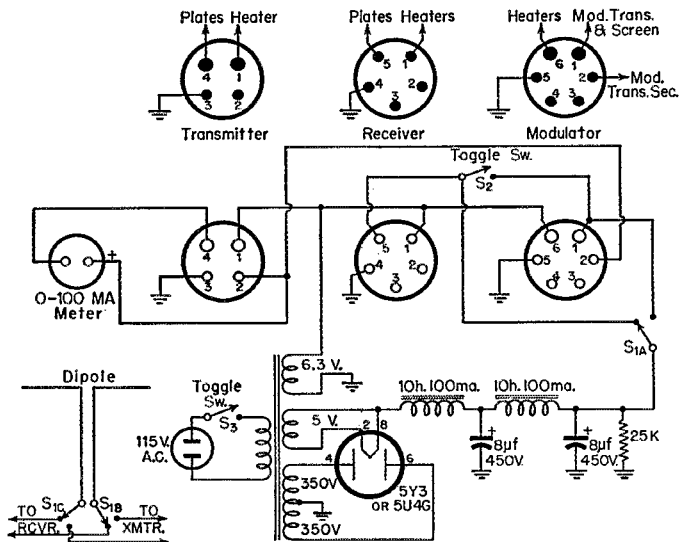 Plates Heater
4 1
3 2
Transmitter
Plates Heaters
5 1
4 2
3
Receiver
Heaters Mod. Trans. & Screen
6 1
5 2
4 3
Mod. Trans. Sec.
Modulator
Toggle Sw.
S2
4 1
3 2
5 1
4 2
3
6 1
5 2
4 3
+
0-100 MA
Meter
S1A
Dipole
Toggle
Sw.
S3
115V.
A.C.
6.3 V.
5 V.
350V
350V
2 8
4 6
5Y3
OR 5U4G
10h. 100ma.
10h. 100ma.
+
8µf
450V.
+
8µf
450V.
25K
S1C S1B
TO
RCVR.
TO
XMTR.